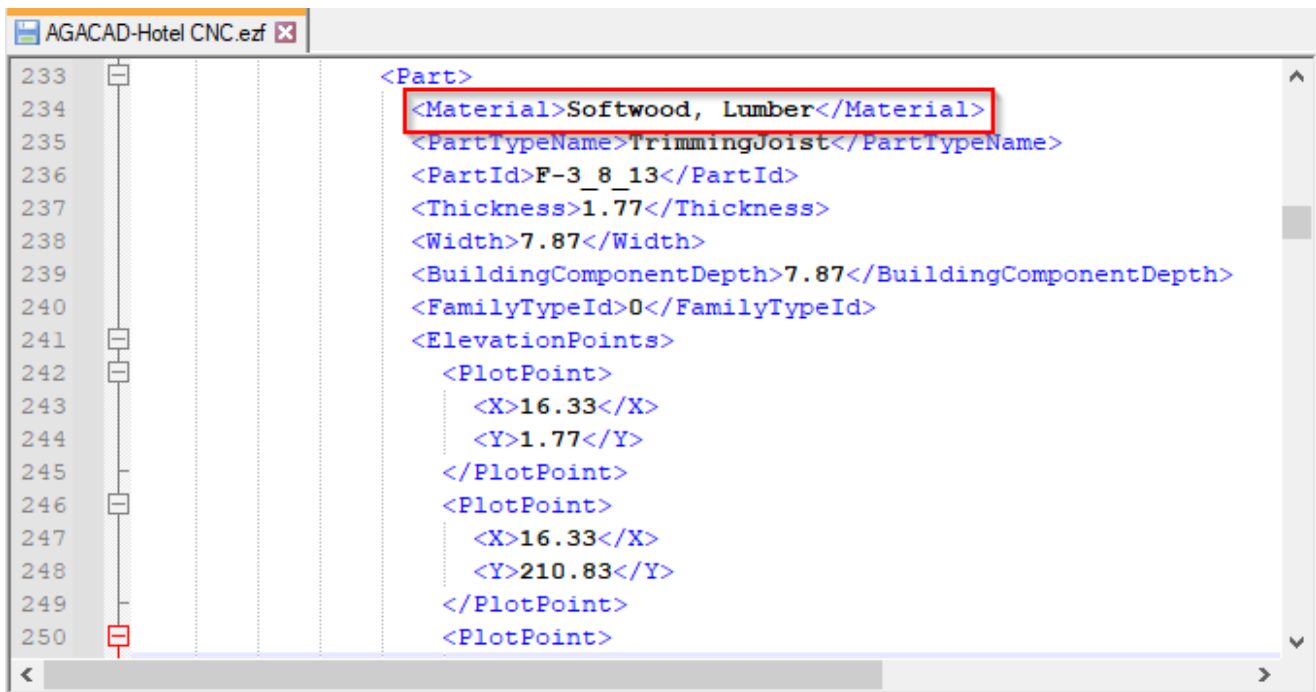 AGACAD-Hotel CNC.ezf
233 <Part>
234 <Material>Softwood, Lumber</Material>
235 <PartTypeName>TrimmingJoist</PartTypeName>
236 <PartId>F-3_8_13</PartId>
237 <Thickness>1.77</Thickness>
238 <Width>7.87</Width>
239 <BuildingComponentDepth>7.87</BuildingComponentDepth>
240 <FamilyTypeId>0</FamilyTypeId>
241 <ElevationPoints>
242 <PlotPoint>
243 <X>16.33</X>
244 <Y>1.77</Y>
245 </PlotPoint>
246 <PlotPoint>
247 <X>16.33</X>
248 <Y>210.83</Y>
249 </PlotPoint>
250 <PlotPoint>